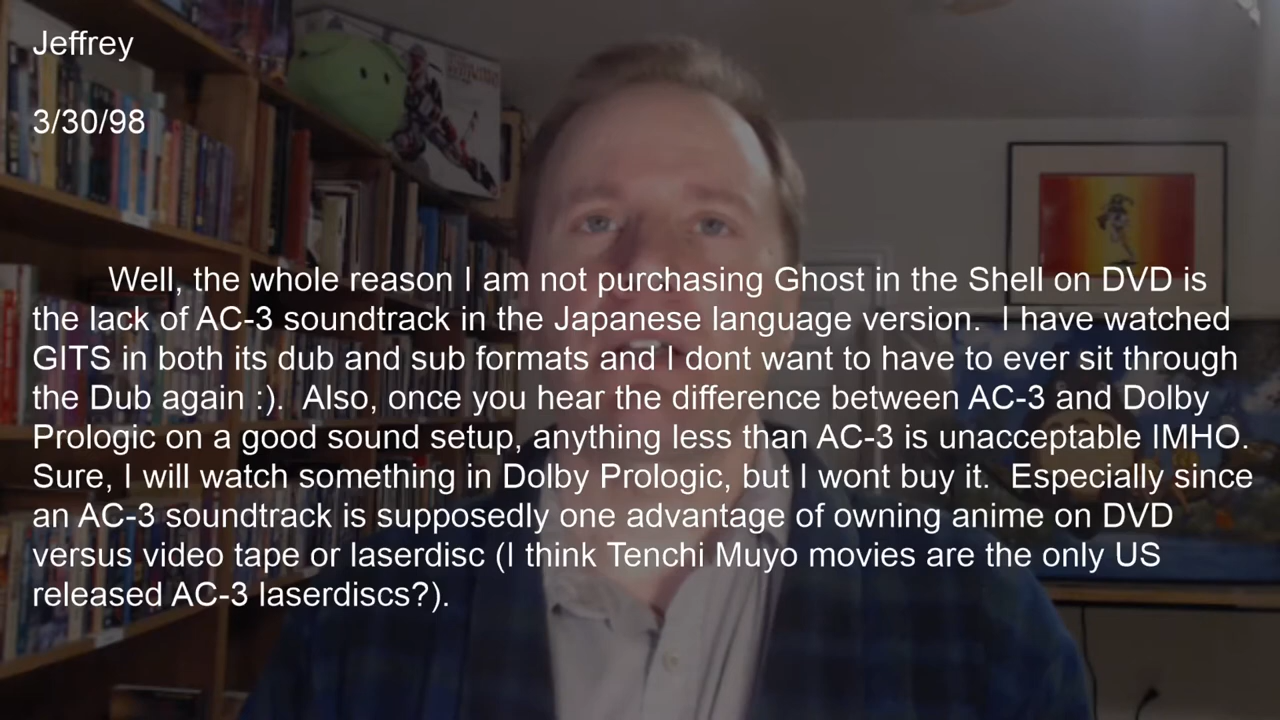 Jeffrey
3/30/98
Well, the whole reason I am not purchasing Ghost in the Shell on DVD is
the lack of AC-3 soundtrack in the Japanese language version.  I have watched
GITS in both its dub and sub formats and I dont want to have to ever sit through
the Dub again :).  Also, once you hear the difference between AC-3 and Dolby
Prologic on a good sound setup, anything less than AC-3 is unacceptable IMHO.
Sure, I will watch something in Dolby Prologic, but I wont buy it.  Especially since
an AC-3 soundtrack is supposedly one advantage of owning anime on DVD
versus video tape or laserdisc (I think Tenchi Muyo movies are the only US
released AC-3 laserdiscs?).